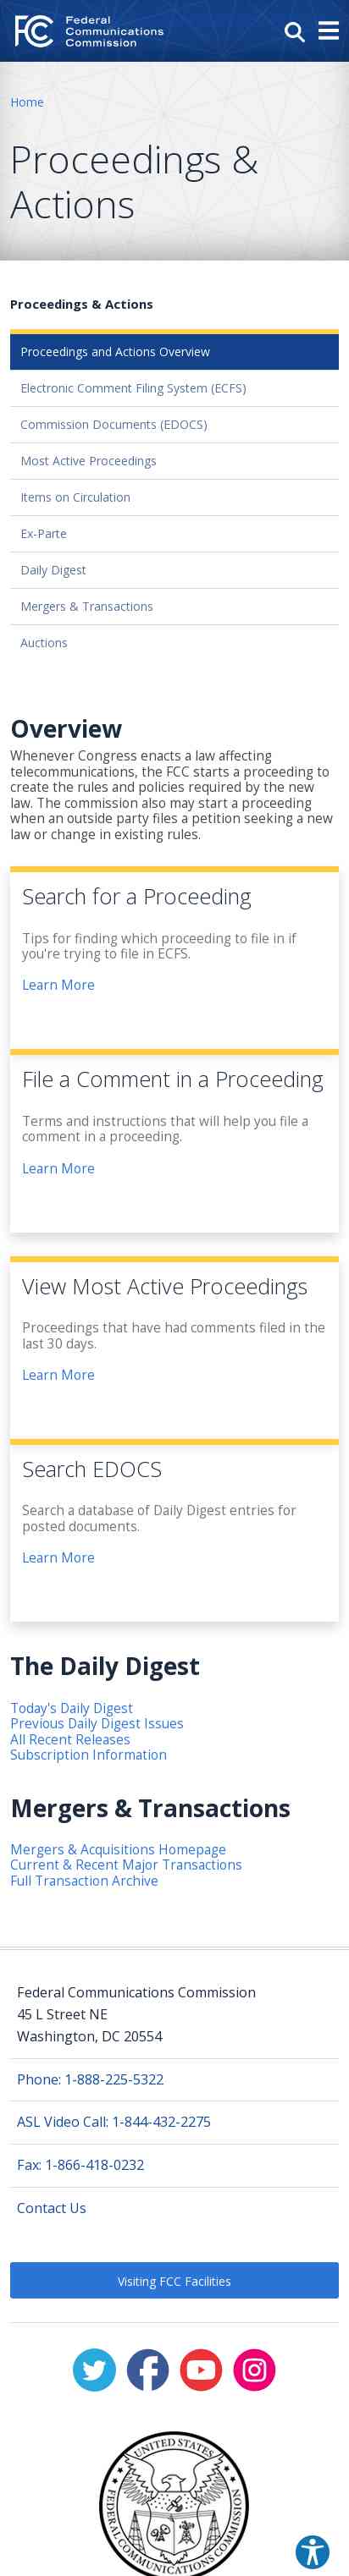 FCC Federal
Communications
Commission
Home
Proceedings &
Actions
Proceedings & Actions
Proceedings and Actions Overview
Electronic Comment Filing System (ECFS)
Commission Documents (EDOCS)
Most Active Proceedings
Items on Circulation
Ex-Parte
Daily Digest
Mergers & Transactions
Auctions
Overview
Whenever Congress enacts a law affecting
telecommunications, the FCC starts a proceeding to
create the rules and policies required by the new
law. The commission also may start a proceeding
when an outside party files a petition seeking a new
law or change in existing rules.
Search for a Proceeding
Tips for finding which proceeding to file in if
you're trying to file in ECFS.
Learn More
File a Comment in a Proceeding
Terms and instructions that will help you file a
comment in a proceeding.
Learn More
View Most Active Proceedings
Proceedings that have had comments filed in the
last 30 days.
Learn More
Search EDOCS
Search a database of Daily Digest entries for
posted documents.
Learn More
The Daily Digest
Today's Daily Digest
Previous Daily Digest Issues
All Recent Releases
Subscription Information
Mergers & Transactions
Mergers & Acquisitions Homepage
Current & Recent Major Transactions
Full Transaction Archive
Federal Communications Commission
45 L Street NE
Washington, DC 20554
Phone: 1-888-225-5322
ASL Video Call: 1-844-432-2275
Fax: 1-866-418-0232
Contact Us
Visiting FCC Facilities
UNITED STATES
FEDERAL COMMUNICATIONS COMMISSION